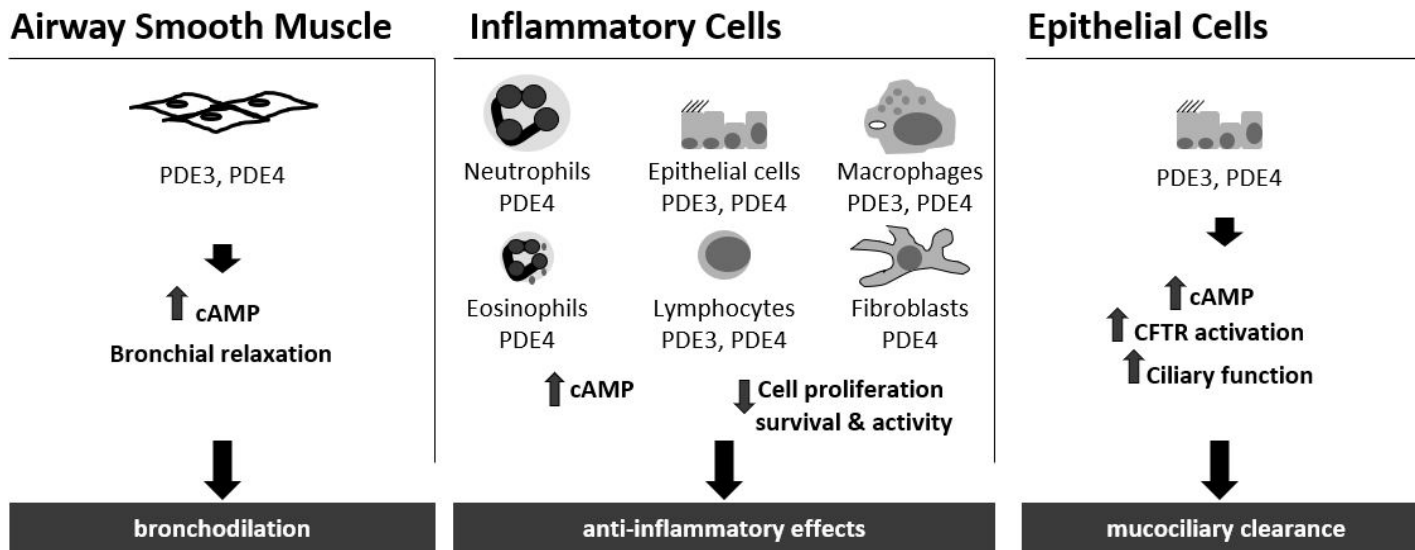 Airway Smooth Muscle
PDE3, PDE4
cAMP
Bronchial relaxation
bronchodilation
Inflammatory Cells
Neutrophils
PDE4
Epithelial cells
PDE3, PDE4
Macrophages
PDE3, PDE4
Eosinophils
PDE4
Lymphocytes
PDE3, PDE4
Fibroblasts
PDE4
cAMP
Cell proliferation
survival & activity
anti-inflammatory effects
Epithelial Cells
PDE3, PDE4
cAMP
CFTR activation
Ciliary function
mucociliary clearance